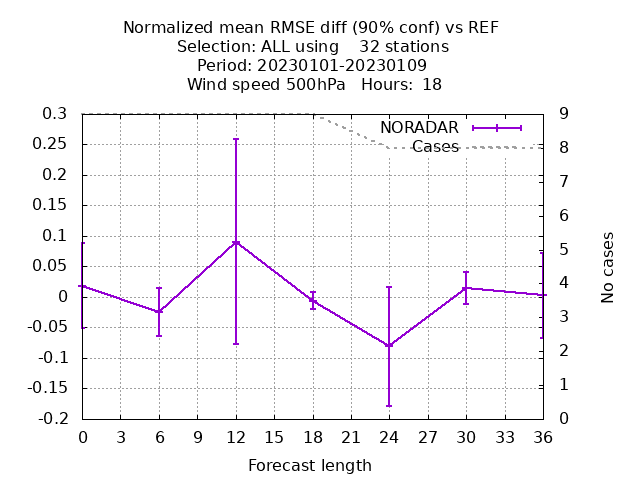 Normalized mean RMSE diff (90% conf) vs REF
Selection: ALL using    32 stations
Period: 20230101-20230109
Wind speed 500hPa   Hours:  18
NORADAR
Cases
0.3
0.25
0.2
0.15
0.1
0.05
0
-0.05
-0.1
-0.15
-0.2
9
8
7
6
5
4
3
2
1
0
No cases
0 3 6 9 12 15 18 21 24 27 30 33 36
Forecast length